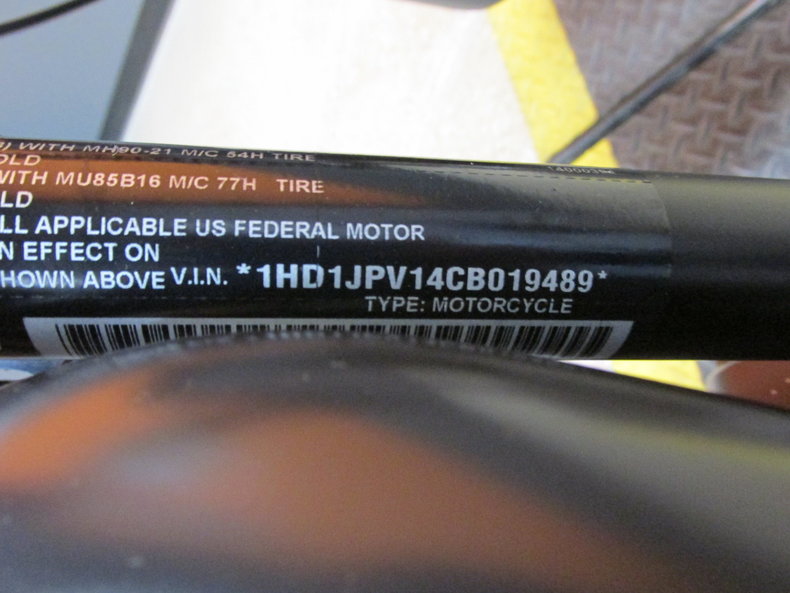 WITH MH90-21 M/C 54H TIRE
OLD
WITH MU85B16 M/C 77H TIRE
LD
LL APPLICABLE US FEDERAL MOTOR
N EFFECT ON
HOWN ABOVE V.I.N. *1HD1JPV14CB019489*
TYPE: MOTORCYCLE